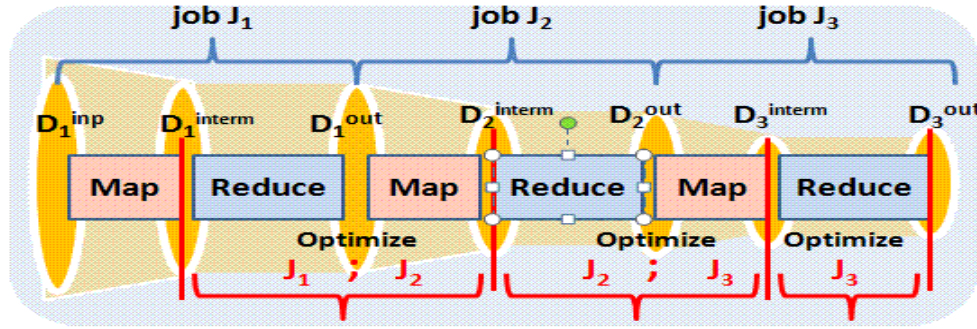 job J₁ job J₂ job J₃
D₁ⁱⁿᵖ D₁ⁱⁿᵗᵉʳᵐ D₁ᵒᵘᵗ D₂ⁱⁿᵗᵉʳᵐ D₂ᵒᵘᵗ D₃ⁱⁿᵗᵉʳᵐ D₃ᵒᵘᵗ
Map Reduce Map Reduce Map Reduce
Optimize Optimize Optimize
J₁ ; J₂ J₂ ; J₃ J₃